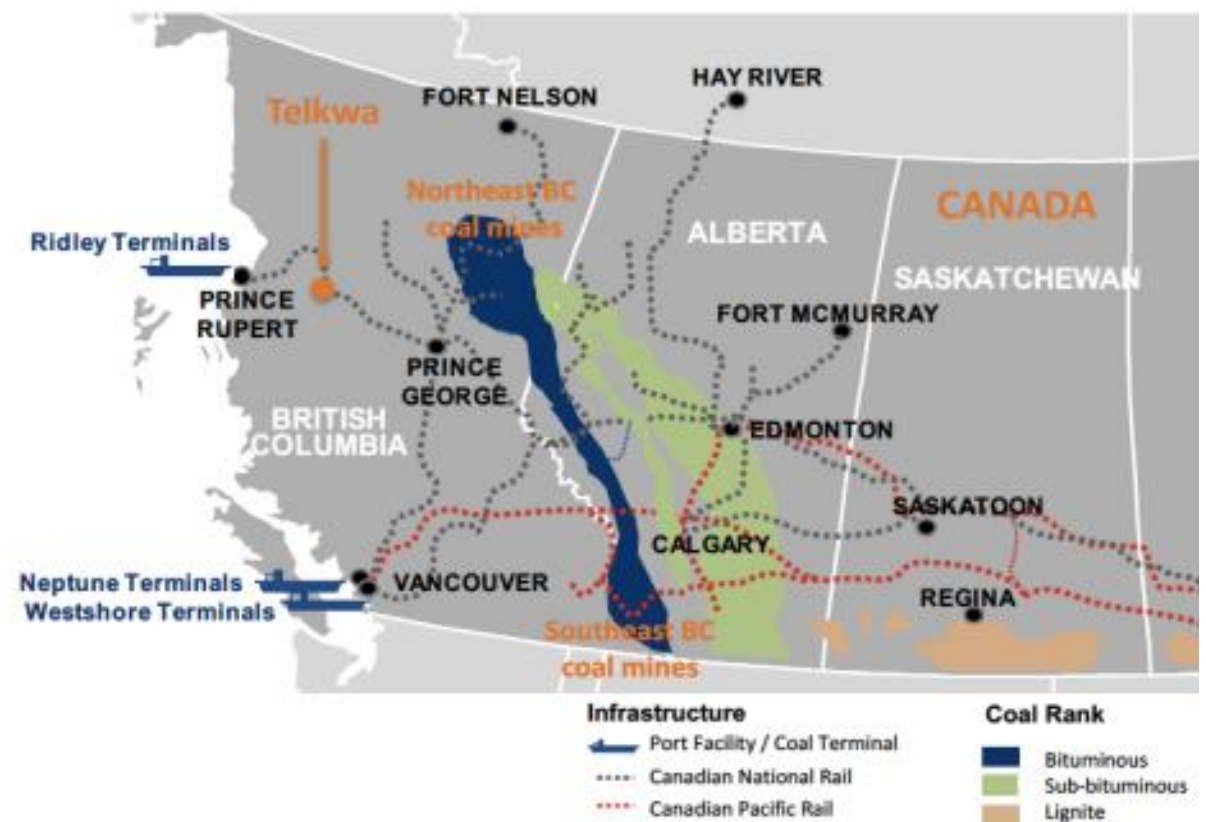 HAY RIVER
FORT NELSON
Telkwa
Northeast BC
coal mines
CANADA
ALBERTA
Ridley Terminals
SASKATCHEWAN
PRINCE
RUPERT
FORT MCMURRAY
PRINCE
GEORGE
BRITISH
COLUMBIA
EDMONTON
SASKATOON
CALGARY
Neptune Terminals
VANCOUVER
Westshore Terminals
REGINA
Southeast BC
coal mines
Infrastructure
Port Facility / Coal Terminal
Canadian National Rail
Canadian Pacific Rail
Coal Rank
Bituminous
Sub-bituminous
Lignite